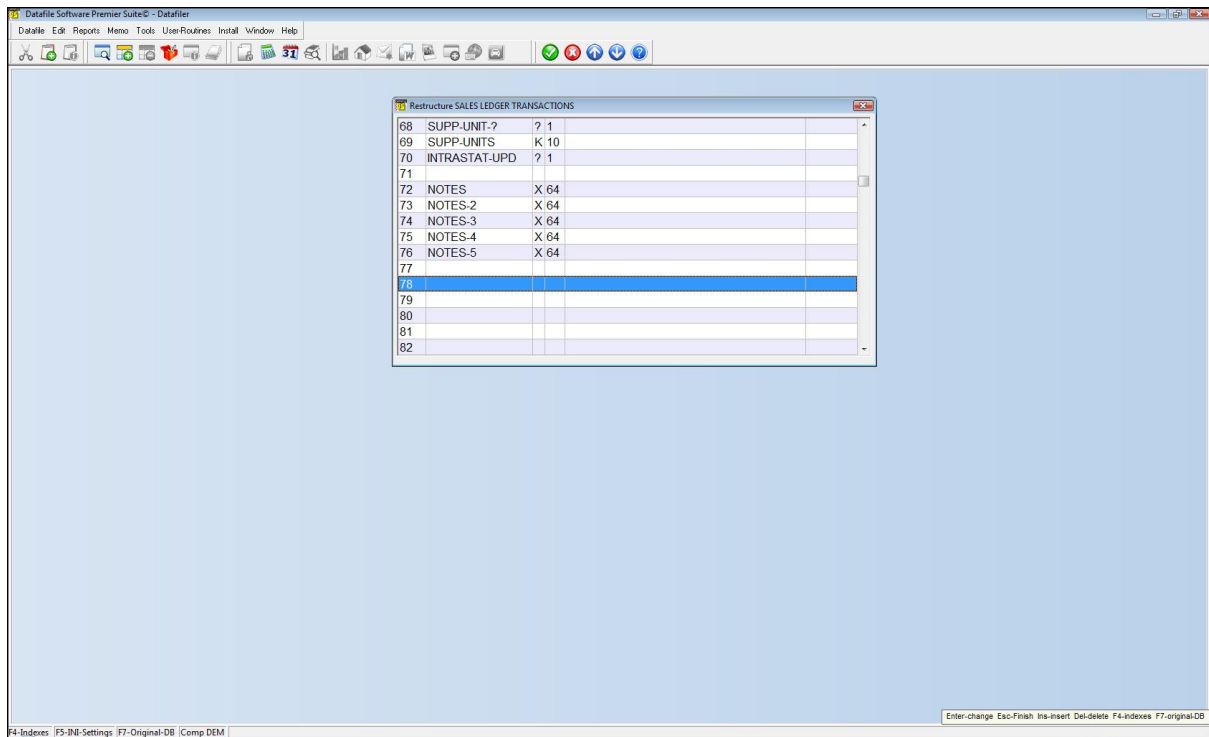 Datafile Software Premier Suite© - Datafiler
Datafile Edit Reports Memo Tools User-Routines Install Window Help
31
Restructure SALES LEDGER TRANSACTIONS
68 SUPP-UNIT-? ? 1
69 SUPP-UNITS K 10
70 INTRASTAT-UPD ? 1
71
72 NOTES X 64
73 NOTES-2 X 64
74 NOTES-3 X 64
75 NOTES-4 X 64
76 NOTES-5 X 64
77
78
79
80
81
82
Enter-change Esc-Finish Ins-insert Del-delete F4-indexes F7-original-DB
F4-Indexes F5-INI-Settings F7-Original-DB Comp DEM